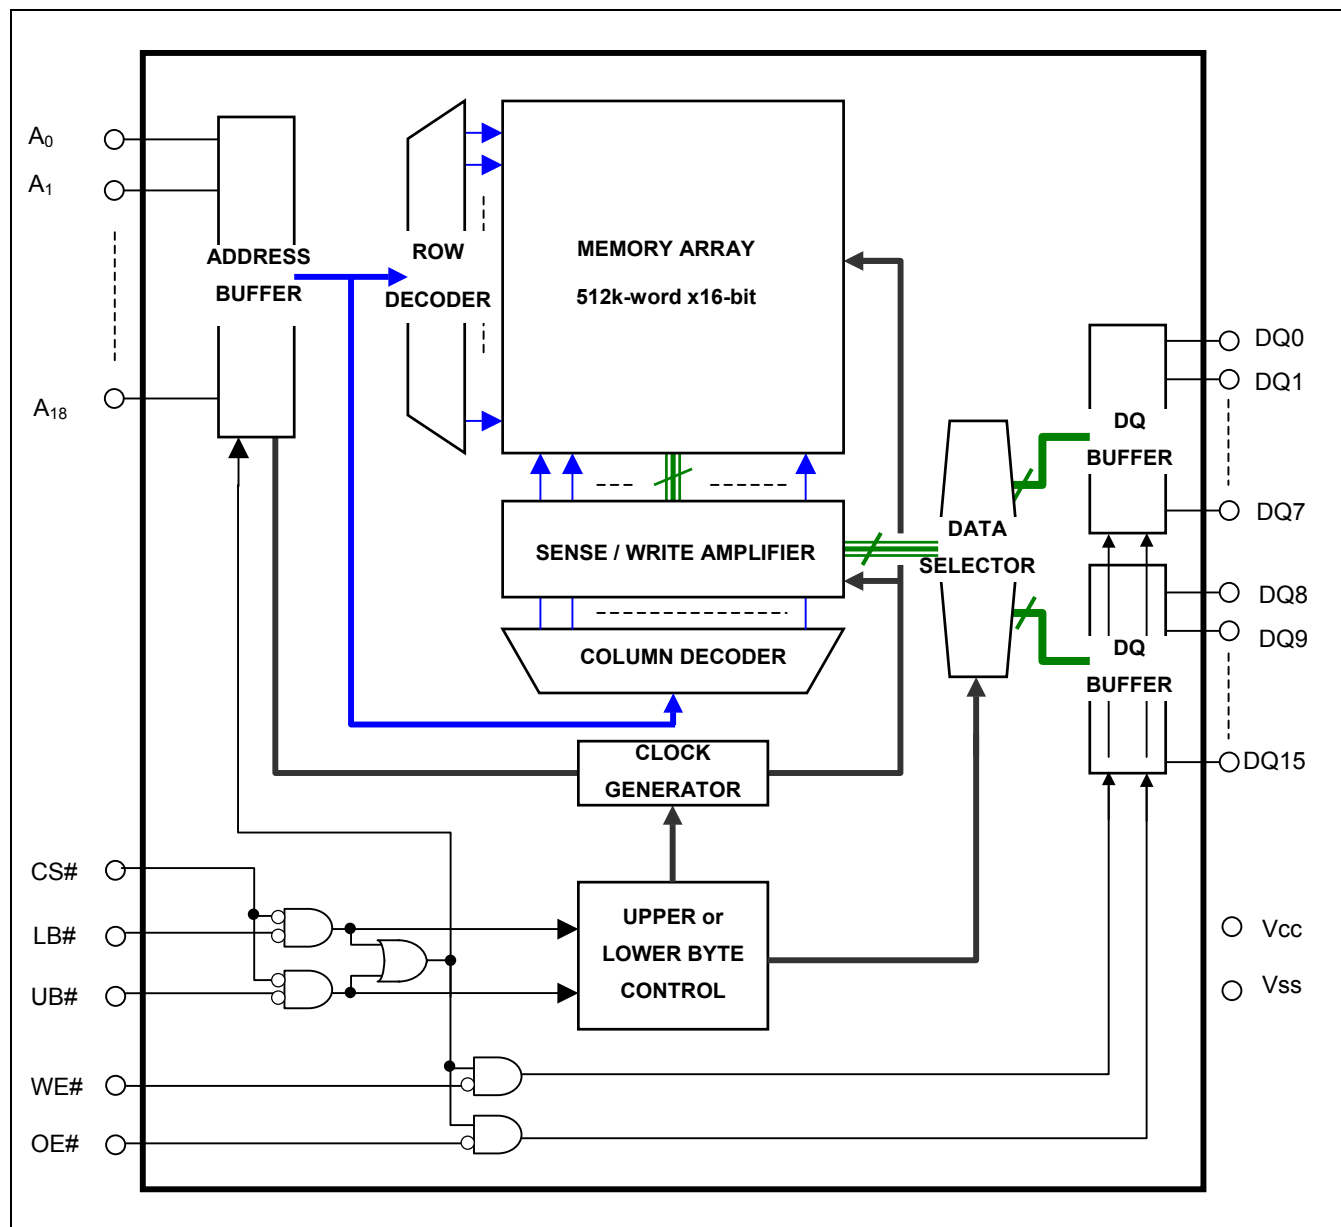 A0
A1
A18
ADDRESS
BUFFER
ROW
DECODER
MEMORY ARRAY
512k-word x16-bit
SENSE / WRITE AMPLIFIER
COLUMN DECODER
CLOCK
GENERATOR
DATA
SELECTOR
DQ
BUFFER
DQ
BUFFER
DQ0
DQ1
DQ7
DQ8
DQ9
DQ15
CS#
LB#
UB#
WE#
OE#
UPPER or
LOWER BYTE
CONTROL
Vcc
Vss